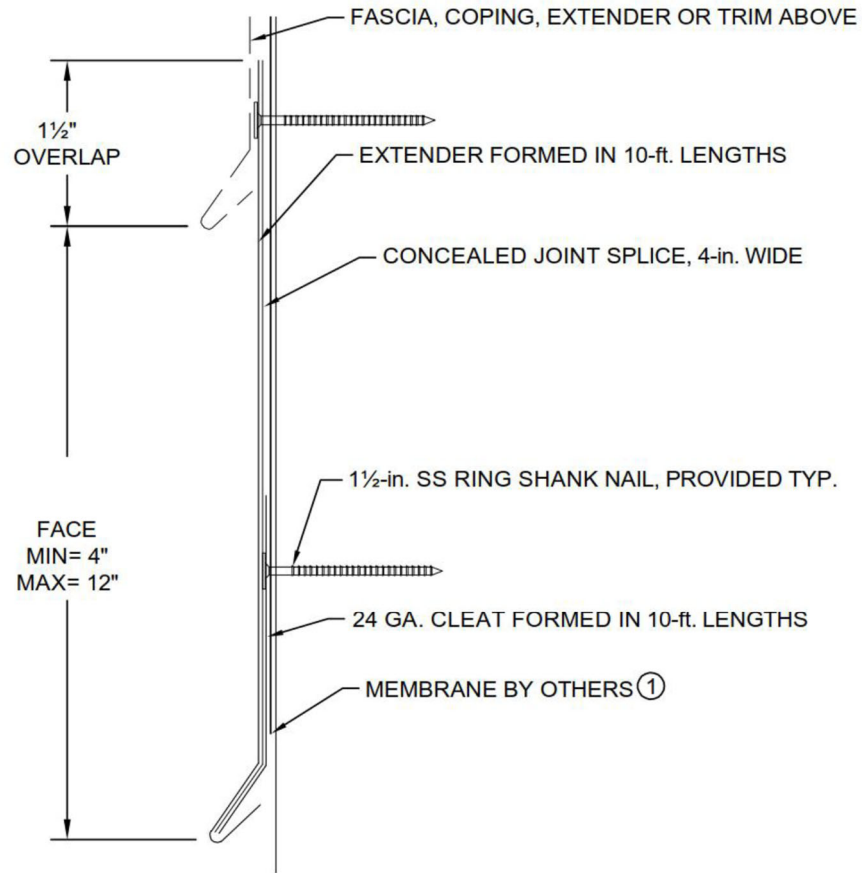 FASCIA, COPING, EXTENDER OR TRIM ABOVE
1½"
OVERLAP
EXTENDER FORMED IN 10-ft. LENGTHS
CONCEALED JOINT SPLICE, 4-in. WIDE
1½-in. SS RING SHANK NAIL, PROVIDED TYP.
FACE
MIN= 4"
MAX= 12"
24 GA. CLEAT FORMED IN 10-ft. LENGTHS
MEMBRANE BY OTHERS ①